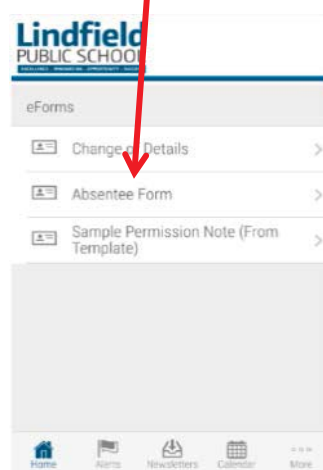 Lindfield
PUBLIC SCHOOL
eForms
Change of Details
Absentee Form
Sample Permission Note (From
Template)
Home Alerts Newsletters Calendar More